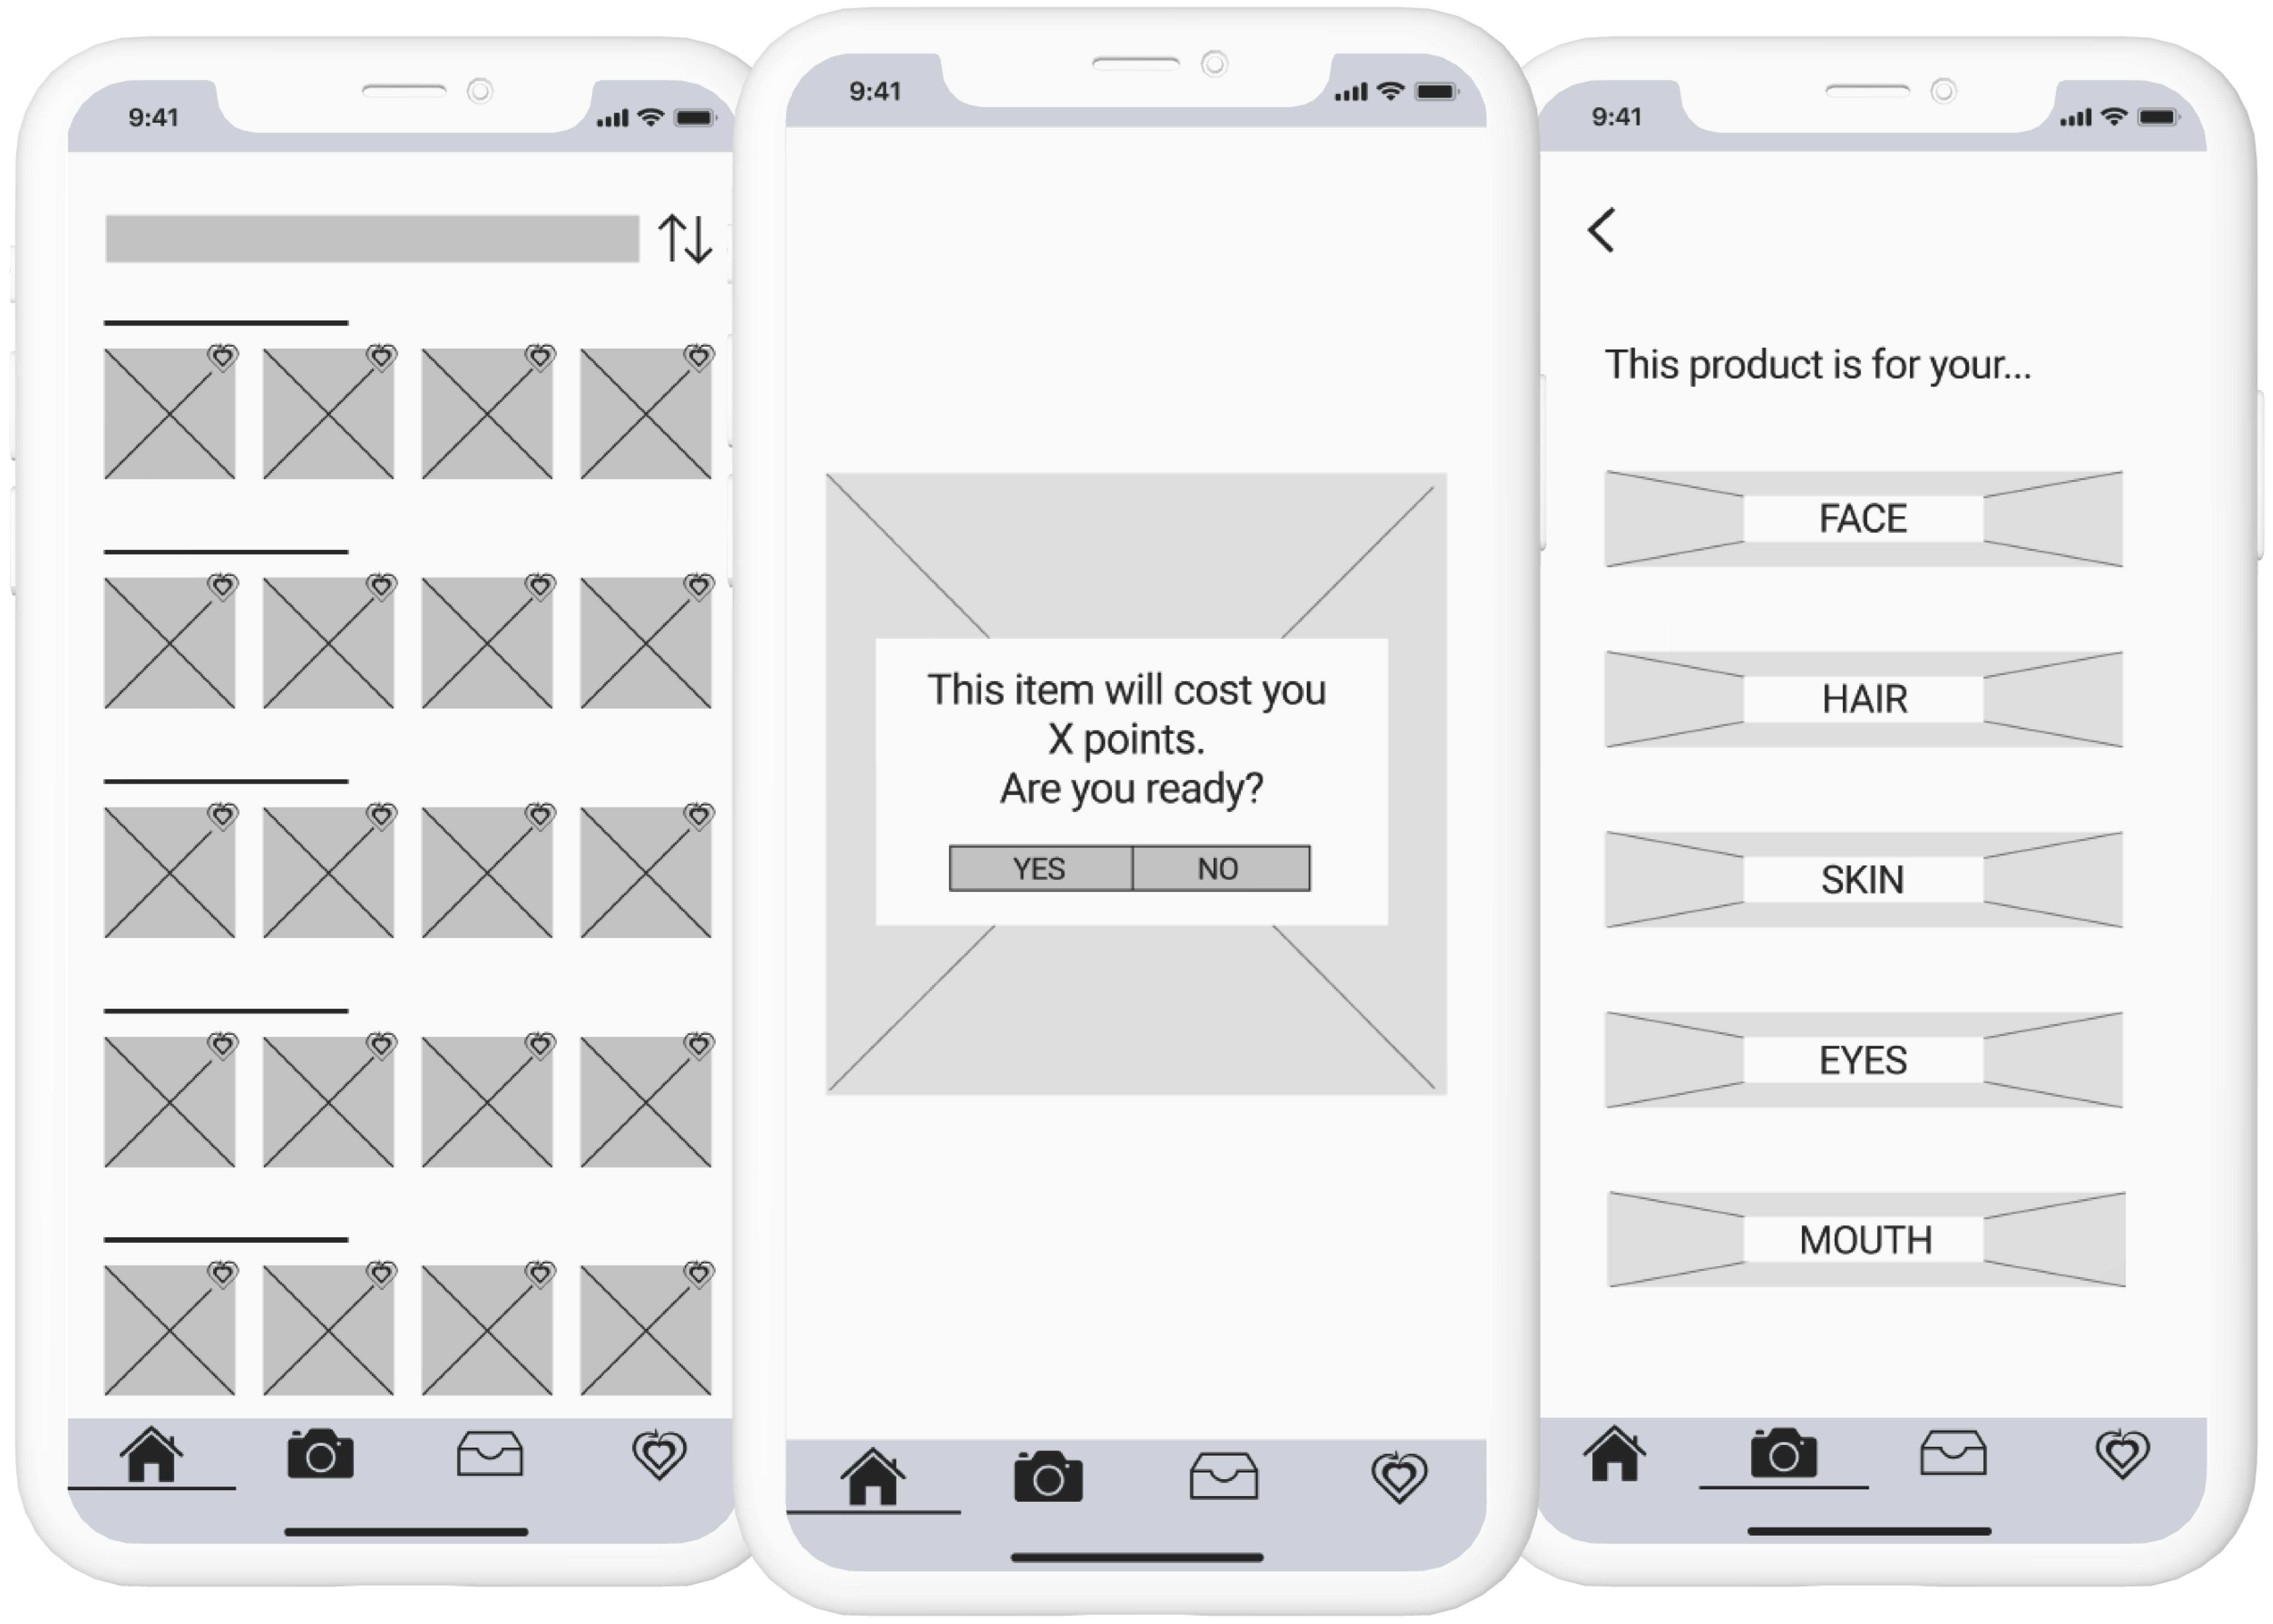 9:41
9:41
This item will cost you
X points.
Are you ready?
YES NO
9:41
This product is for your...
FACE
HAIR
SKIN
EYES
MOUTH